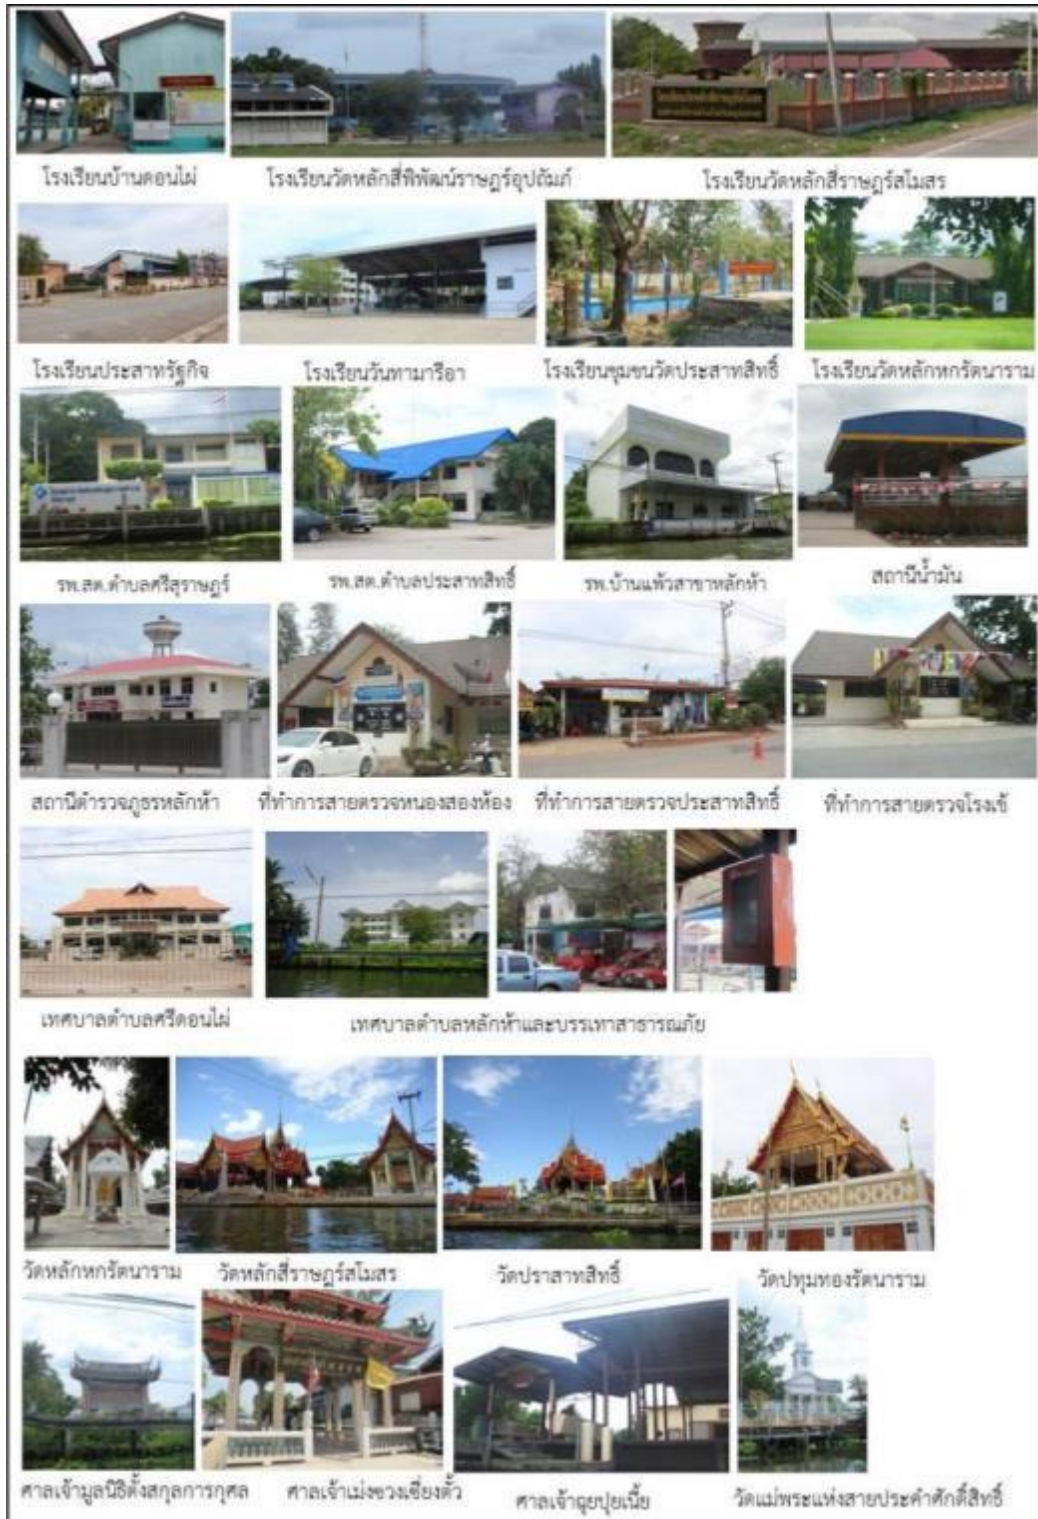 โรงเรียนบ้านดอนไผ่
โรงเรียนวัดหลักสี่พิพัฒน์ราษฎร์อุปถัมภ์
โรงเรียนวัดหลักสี่ราษฎร์สโมสร
โรงเรียนประสาทรัฐกิจ
โรงเรียนวันทามารีอา
โรงเรียนชุมชนวัดประสาทสิทธิ์
โรงเรียนวัดหลักหกรัตนาราม
รพ.สต.ตำบลศรีสุราษฎร์
รพ.สต.ตำบลประสาทสิทธิ์
รพ.บ้านแพ้วสาขาหลักห้า
สถานีน้ำมัน
สถานีตำรวจภูธรหลักห้า
ที่ทำการสายตรวจหนองสองห้อง
ที่ทำการสายตรวจประสาทสิทธิ์
ที่ทำการสายตรวจโรงเข้
เทศบาลตำบลศรีดอนไผ่
เทศบาลตำบลหลักห้าและบรรเทาสาธารณภัย
วัดหลักหกรัตนาราม
วัดหลักสี่ราษฎร์สโมสร
วัดปราสาทสิทธิ์
วัดปทุมทองรัตนาราม
ศาลเจ้ามูลนิธิตั้งสกุลการกุศล
ศาลเจ้าเม่งชวงเซี่ยงตั้ว
ศาลเจ้าฉุยปุยเนี้ย
วัดแม่พระแห่งสายประคำศักดิ์สิทธิ์